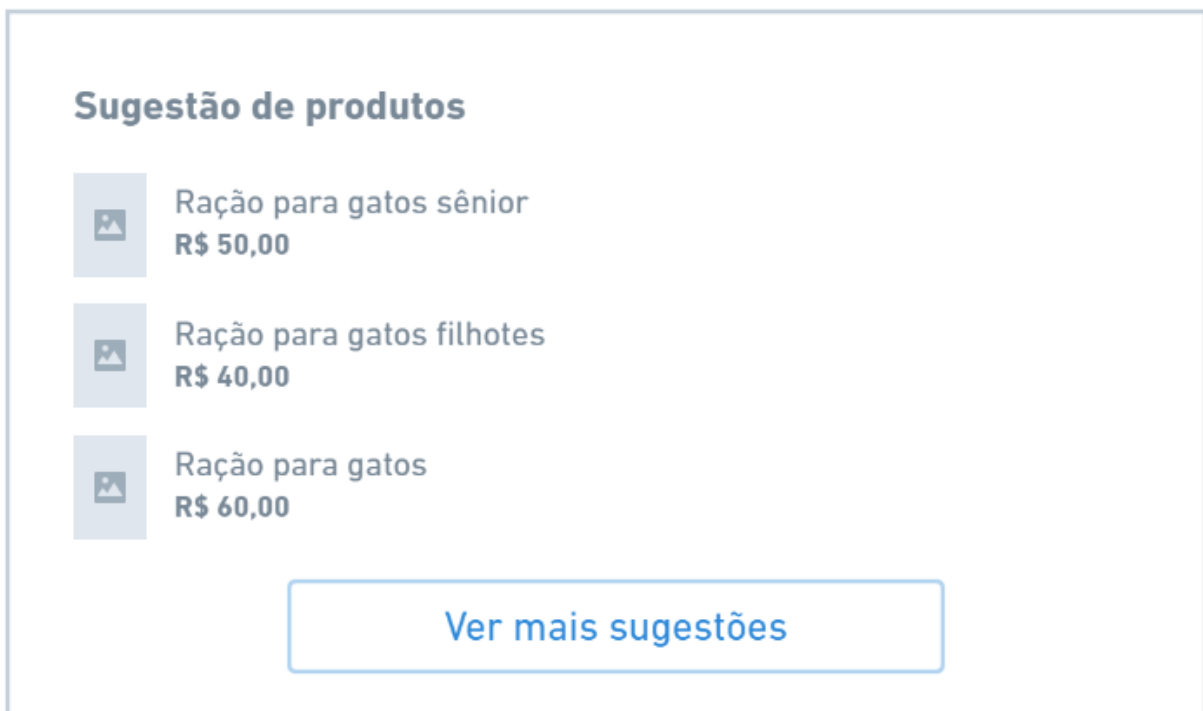 Sugestão de produtos
Ração para gatos sênior
R$ 50,00
Ração para gatos filhotes
R$ 40,00
Ração para gatos
R$ 60,00
Ver mais sugestões